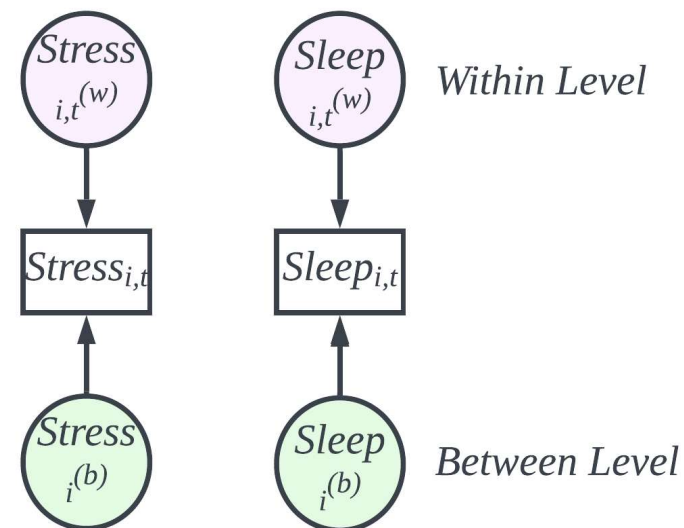 Stress
i,t(w)
Sleep
i,t(w)
Within Level
Stressi,t
Sleepi,t
Stress
i(b)
Sleep
i(b)
Between Level